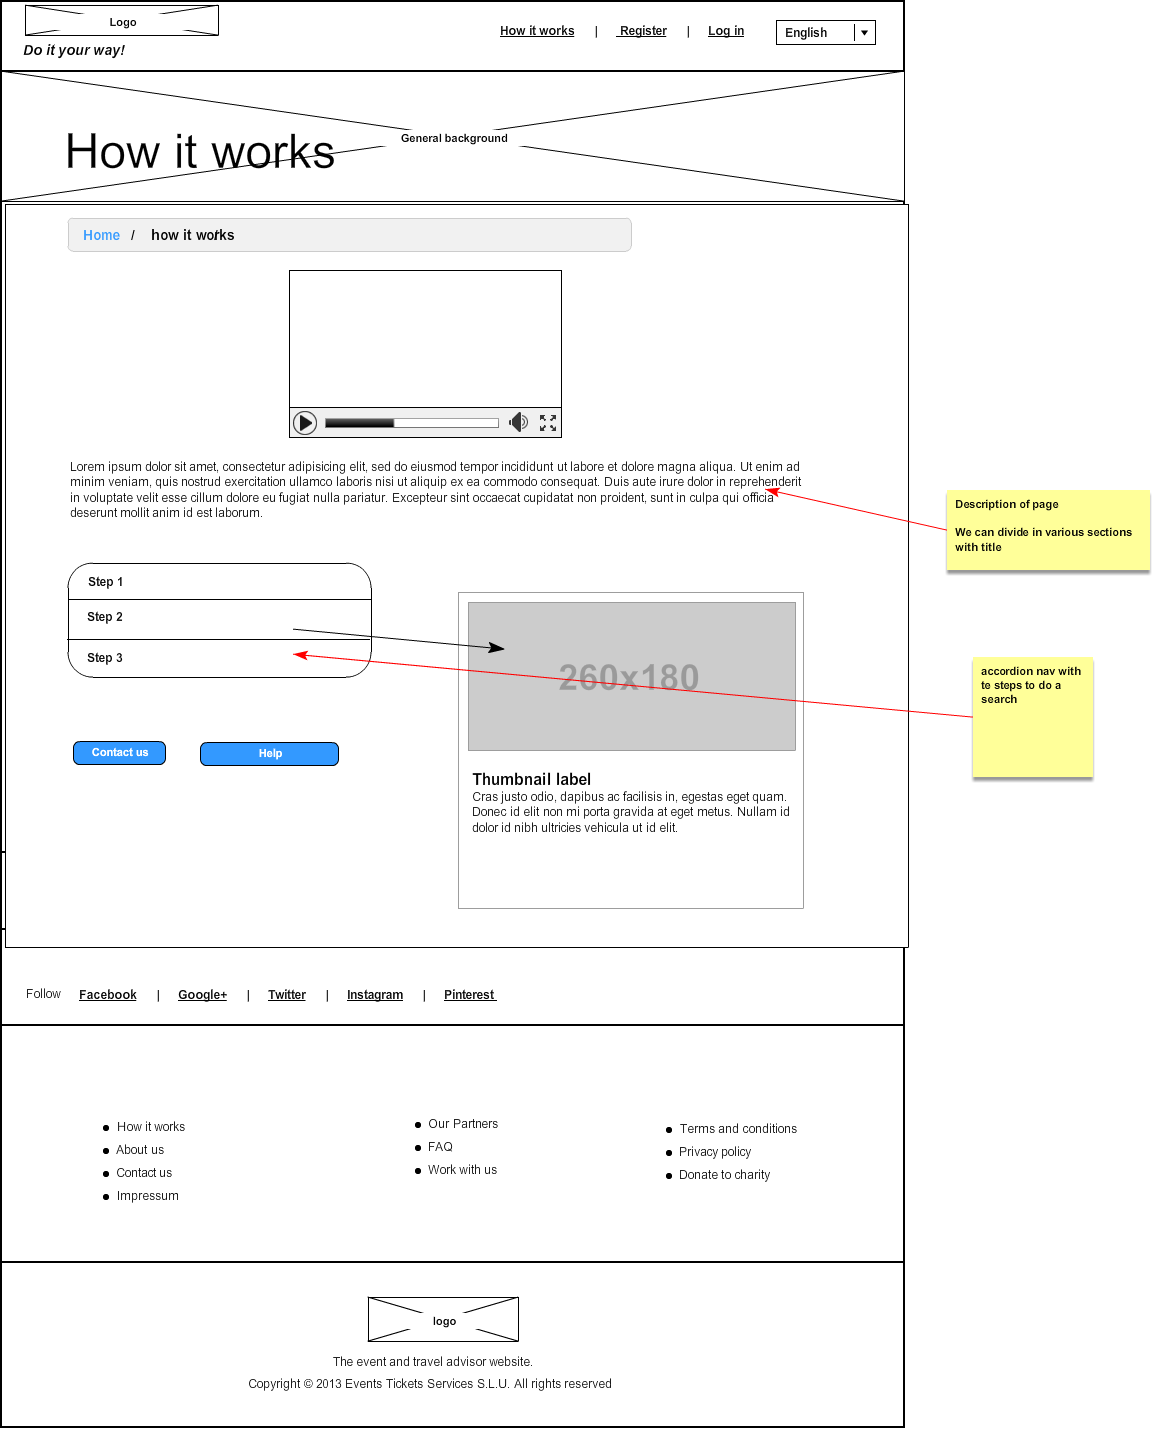 Logo
Do it your way!
How it works | Register | Log in English
General background
How it works
Home / how it works
Lorem ipsum dolor sit amet, consectetur adipisicing elit, sed do eiusmod tempor incididunt ut labore et dolore magna aliqua. Ut enim ad
minim veniam, quis nostrud exercitation ullamco laboris nisi ut aliquip ex ea commodo consequat. Duis aute irure dolor in reprehenderit
in voluptate velit esse cillum dolore eu fugiat nulla pariatur. Excepteur sint occaecat cupidatat non proident, sunt in culpa qui officia
deserunt mollit anim id est laborum.
Description of page
We can divide in various sections
with title
Step 1
Step 2
Step 3
260x180
accordion nav with
te steps to do a
search
Contact us
Help
Thumbnail label
Cras justo odio, dapibus ac facilisis in, egestas eget quam.
Donec id elit non mi porta gravida at eget metus. Nullam id
dolor id nibh ultricies vehicula ut id elit.
Follow Facebook | Google+ | Twitter | Instagram | Pinterest
How it works
About us
Contact us
Impressum
Our Partners
FAQ
Work with us
Terms and conditions
Privacy policy
Donate to charity
logo
The event and travel advisor website.
Copyright © 2013 Events Tickets Services S.L.U. All rights reserved